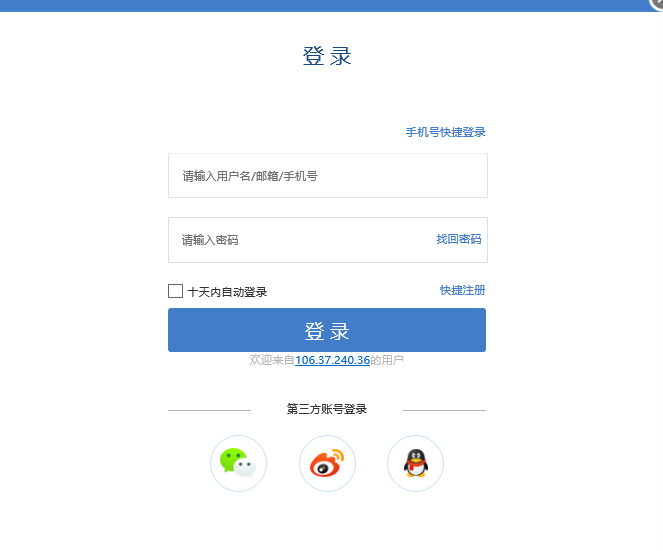 登录
手机号快捷登录
请输入用户名/邮箱/手机号
请输入密码 找回密码
十天内自动登录 快捷注册
登录
欢迎来自106.37.240.36的用户
第三方账号登录